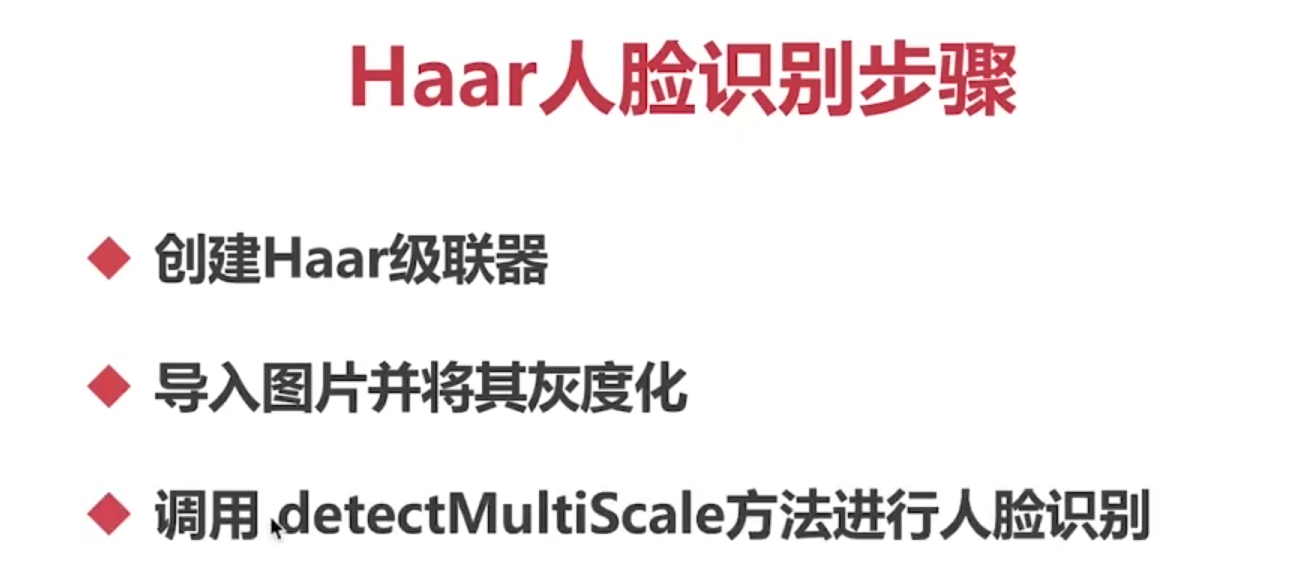 Haar人脸识别步骤
创建Haar级联器
导入图片并将其灰度化
调用 detectMultiScale方法进行人脸识别